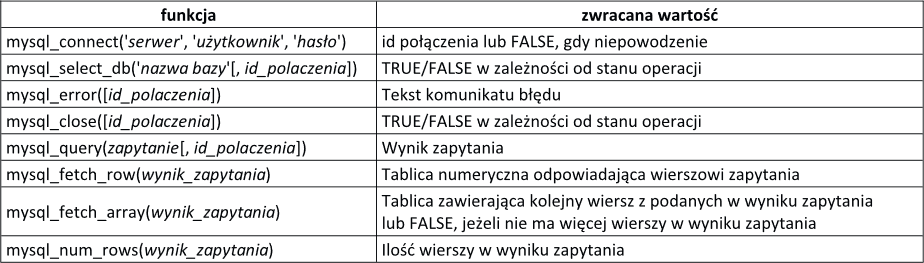 funkcja zwracana wartość
mysql_connect('serwer', 'użytkownik', 'hasło') id połączenia lub FALSE, gdy niepowodzenie
mysql_select_db('nazwa bazy'[, id_polaczenia]) TRUE/FALSE w zależności od stanu operacji
mysql_error([id_polaczenia]) Tekst komunikatu błędu
mysql_close([id_polaczenia]) TRUE/FALSE w zależności od stanu operacji
mysql_query(zapytanie[, id_polaczenia]) Wynik zapytania
mysql_fetch_row(wynik_zapytania) Tablica numeryczna odpowiadająca wierszowi zapytania
mysql_fetch_array(wynik_zapytania) Tablica zawierająca kolejny wiersz z podanych w wyniku zapytania
lub FALSE, jeżeli nie ma więcej wierszy w wyniku zapytania
mysql_num_rows(wynik_zapytania) Ilość wierszy w wyniku zapytania